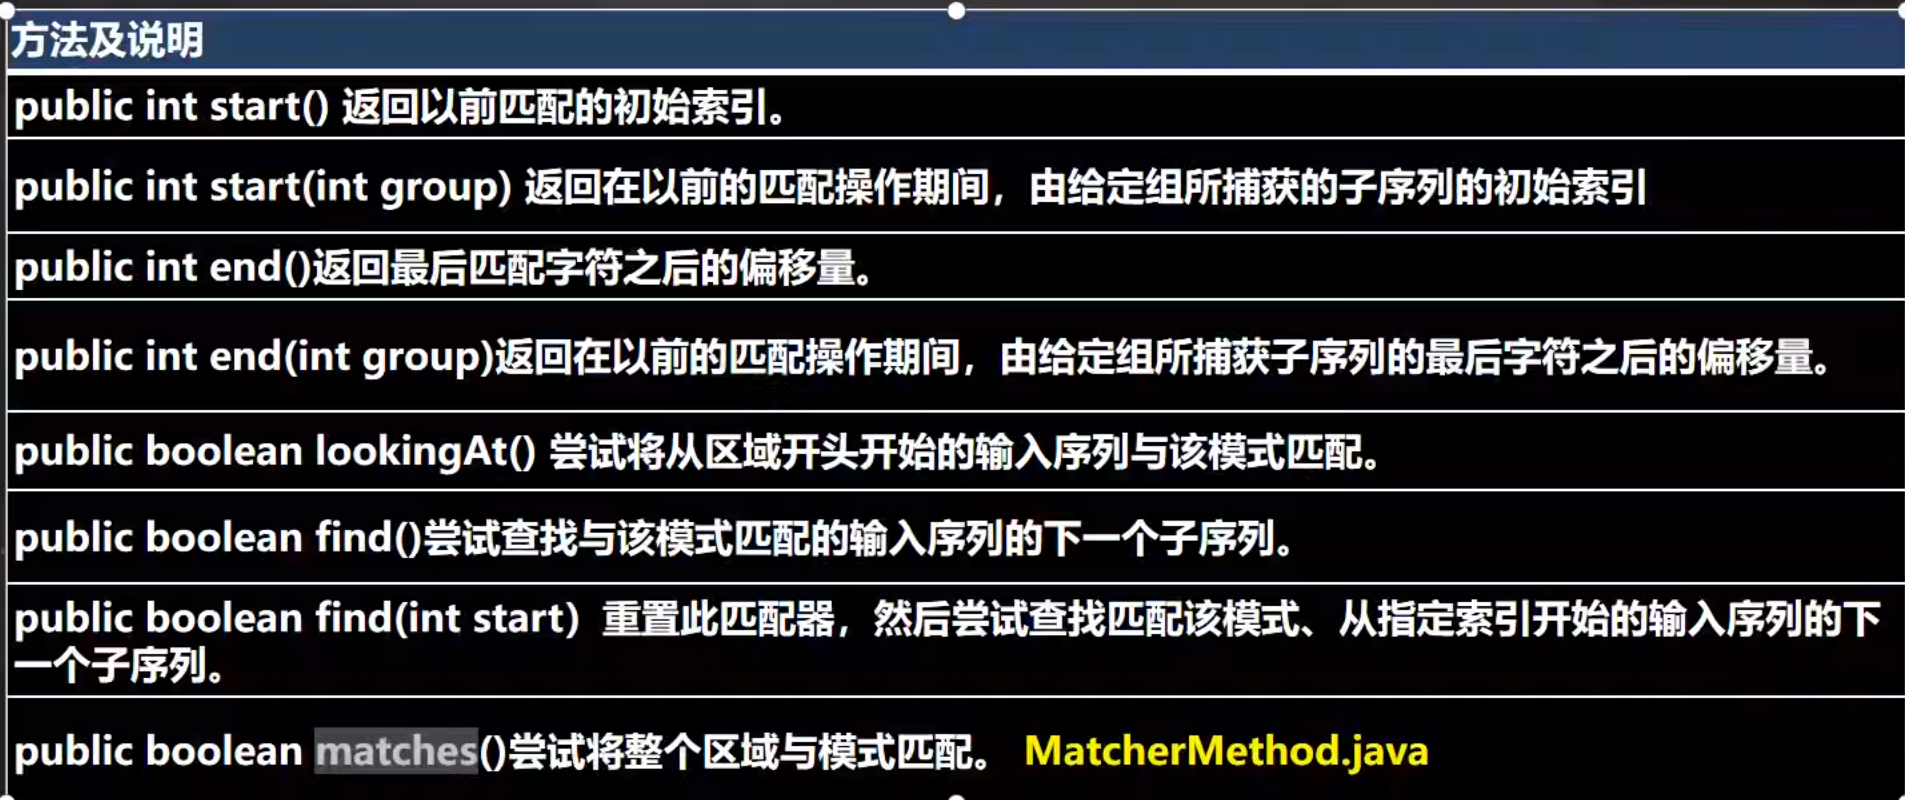 方法及说明
public int start() 返回以前匹配的初始索引。
public int start(int group) 返回在以前的匹配操作期间，由给定组所捕获的子序列的初始索引
public int end()返回最后匹配字符之后的偏移量。
public int end(int group)返回在以前的匹配操作期间，由给定组所捕获子序列的最后字符之后的偏移量。
public boolean lookingAt() 尝试将从区域开头开始的输入序列与该模式匹配。
public boolean find()尝试查找与该模式匹配的输入序列的下一个子序列。
public boolean find(int start）重置此匹配器，然后尝试查找匹配该模式、从指定索引开始的输入序列的下
一个子序列。
public boolean matches()尝试将整个区域与模式匹配。 MatcherMethod.java